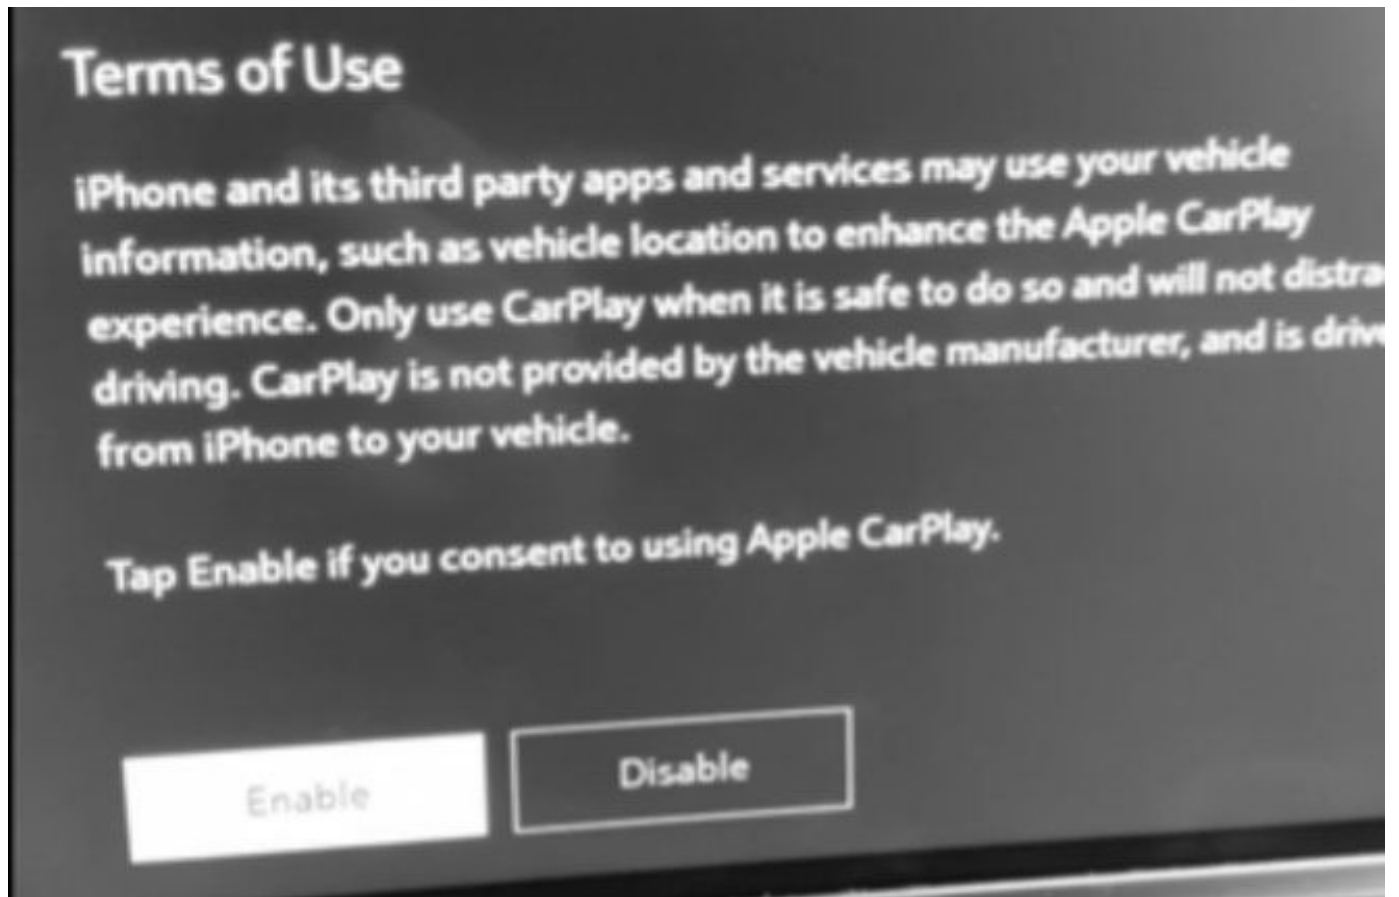 Terms of Use
iPhone and its third party apps and services may use your vehicle
information, such as vehicle location to enhance the Apple CarPlay
experience. Only use CarPlay when it is safe to do so and will not
driving. CarPlay is not provided by the vehicle manufacturer, and is
from iPhone to your vehicle.
Tap Enable if you consent to using Apple CarPlay.
Enable
Disable